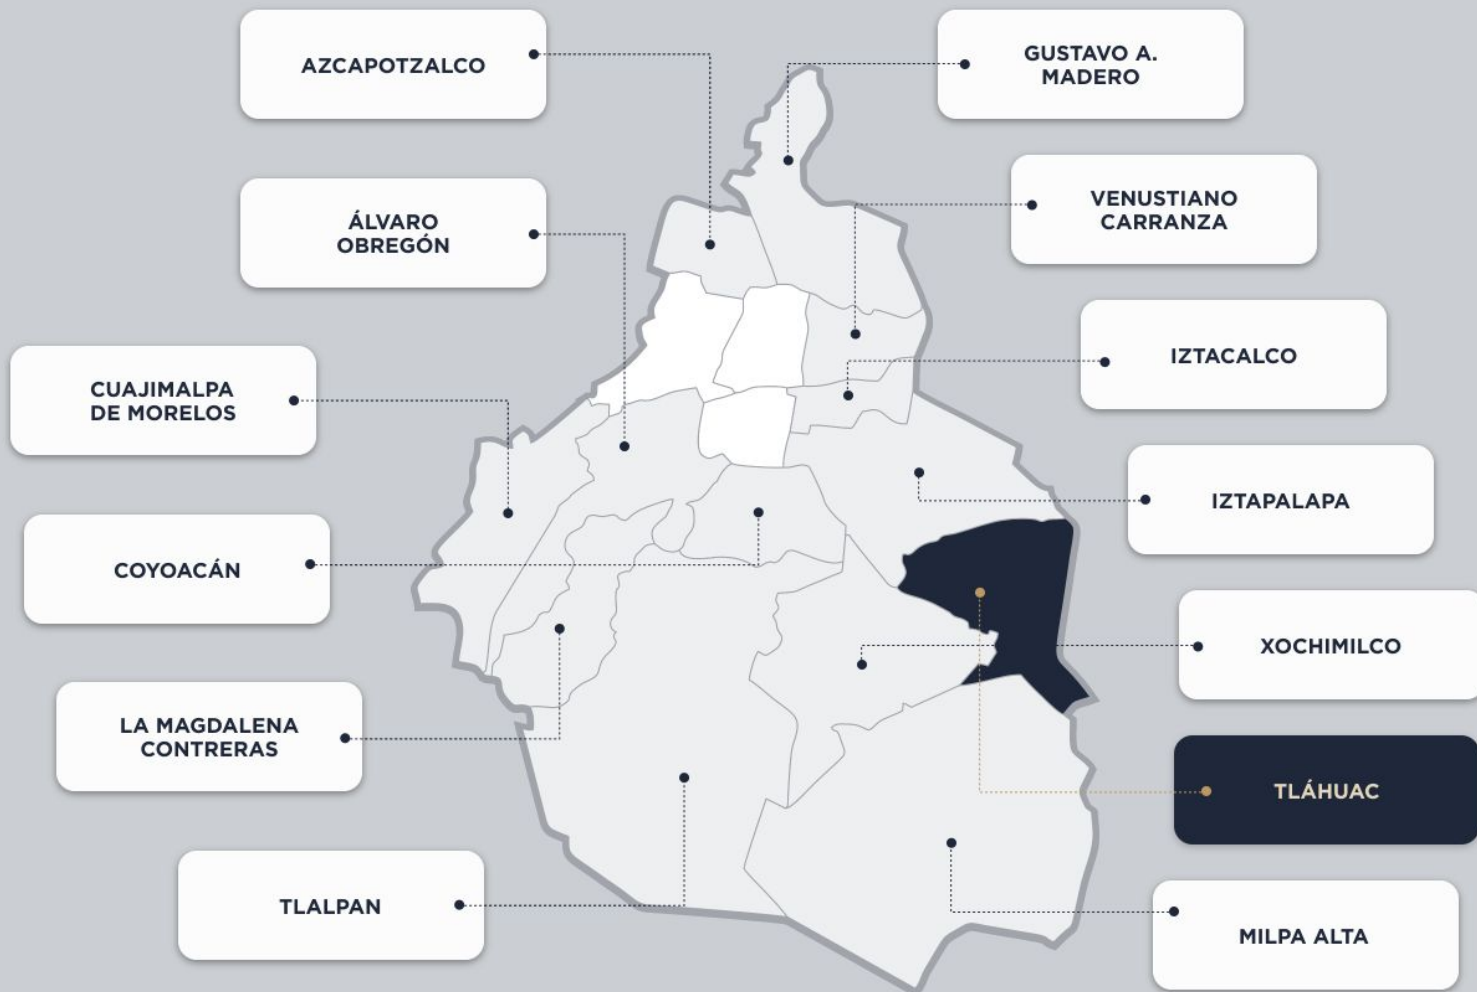 AZCAPOTZALCO
GUSTAVO A.
MADERO
ÁLVARO
OBREGÓN
VENUSTIANO
CARRANZA
CUAJIMALPA
DE MORELOS
IZTACALCO
COYOACÁN
IZTAPALAPA
LA MAGDALENA
CONTRERAS
XOCHIMILCO
TLÁHUAC
TLALPAN
MILPA ALTA